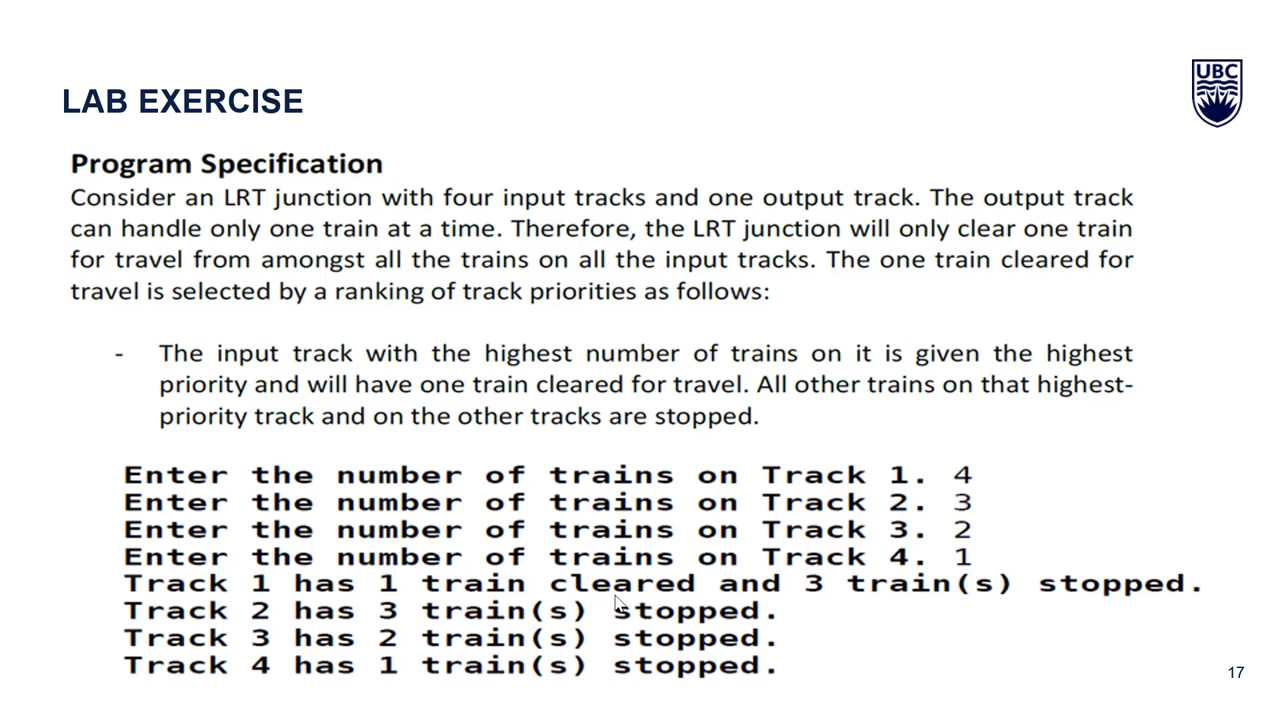 UBC
LAB EXERCISE
Program Specification
Consider an LRT junction with four input tracks and one output track. The output track
can handle only one train at a time. Therefore, the LRT junction will only clear one train
for travel from amongst all the trains on all the input tracks. The one train cleared for
travel is selected by a ranking of track priorities as follows:
- The input track with the highest number of trains on it is given the highest
priority and will have one train cleared for travel. All other trains on that highest-
priority track and on the other tracks are stopped.
Enter the number of trains on Track 1. 4
Enter the number of trains on Track 2. 3
Enter the number of trains on Track 3. 2
Enter the number of trains on Track 4. 1
Track 1 has 1 train cleared and 3 train(s) stopped.
Track 2 has 3 train(s) stopped.
Track 3 has 2 train(s) stopped.
Track 4 has 1 train(s) stopped.
17